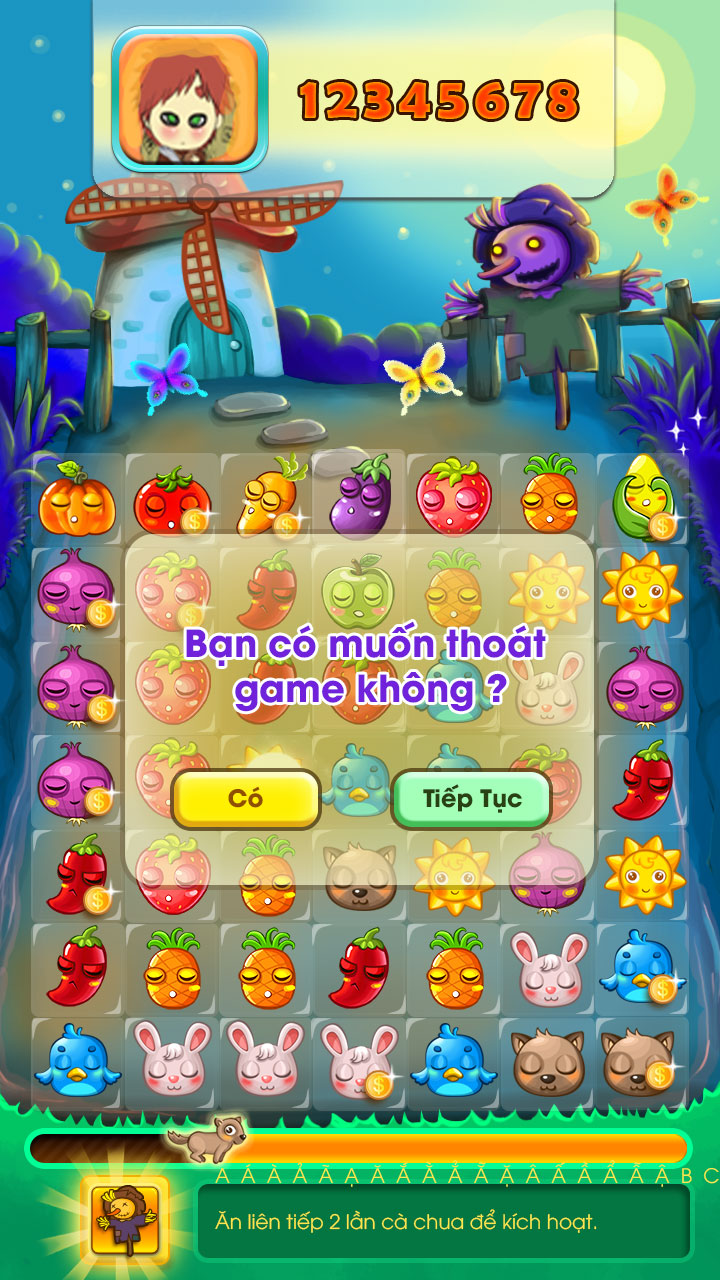 12345678
Bạn có muốn thoát
game không ?
Có
Tiếp Tục
A Á À Ả Ã Ạ Ă Ắ Ằ Ẳ Ẵ Ặ Â Ấ Ầ Ẩ Ẫ Ậ B C
Ăn liên tiếp 2 lần cà chua để kích hoạt.